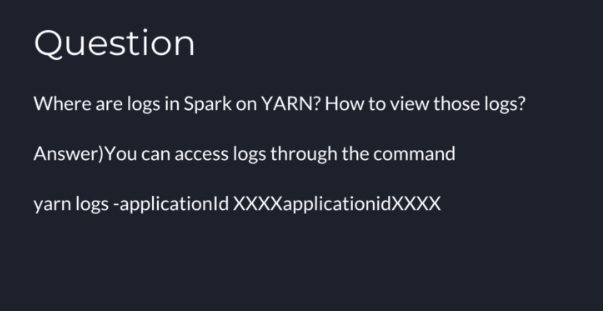 Question
Where are logs in Spark on YARN? How to view those logs?
Answer)You can access logs through the command
yarn logs -applicationId XXXXapplicationidXXXX